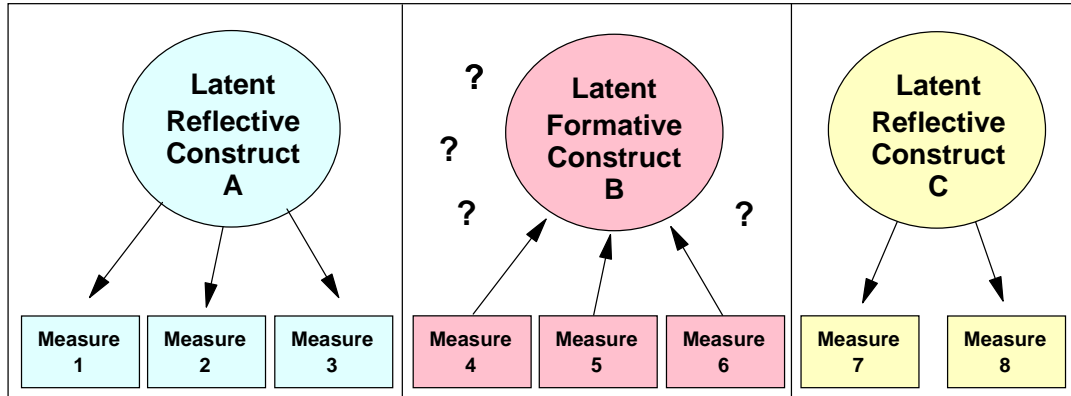 Latent
Reflective
Construct
A
Measure
1
Measure
2
Measure
3
?
?
?
?
Latent
Formative
Construct
B
Measure
4
Measure
5
Measure
6
Latent
Reflective
Construct
C
Measure
7
Measure
8